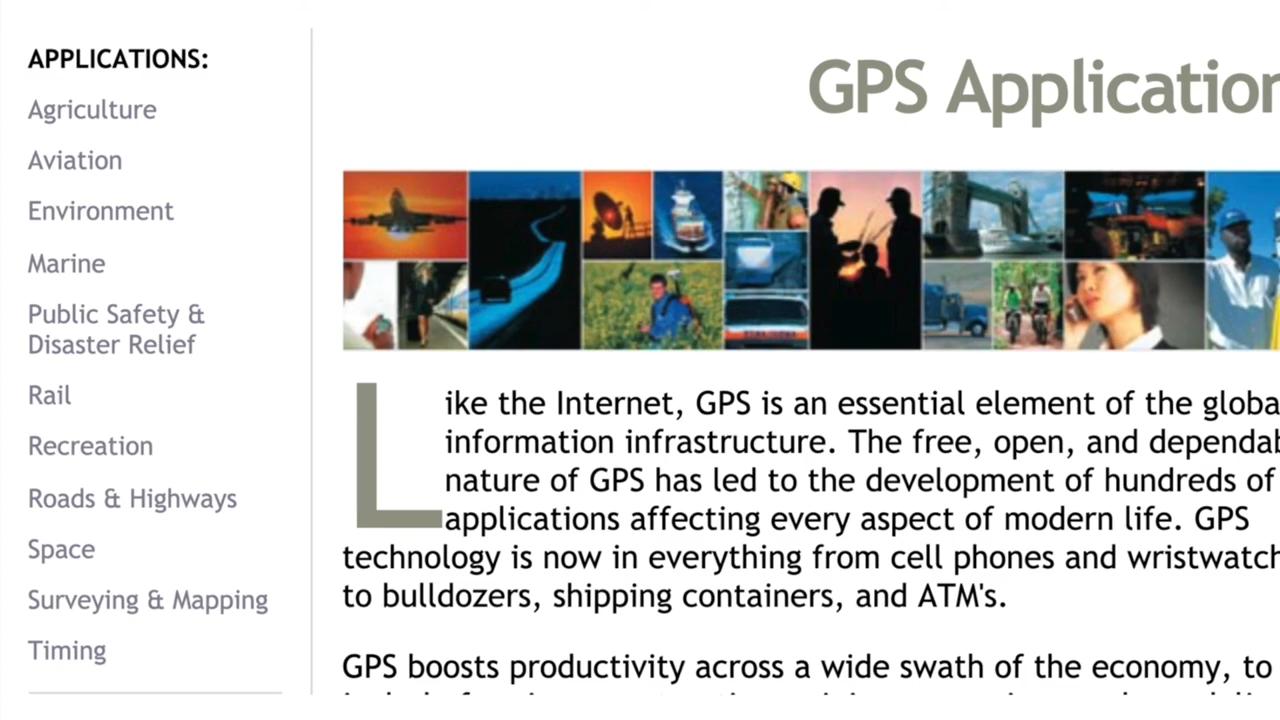 APPLICATIONS:
Agriculture
Aviation
Environment
Marine
Public Safety &
Disaster Relief
Rail
Recreation
Roads & Highways
Space
Surveying & Mapping
Timing
GPS Application
Like the Internet, GPS is an essential element of the globa
information infrastructure. The free, open, and dependab
nature of GPS has led to the development of hundreds of
applications affecting every aspect of modern life. GPS
technology is now in everything from cell phones and wristwatch
to bulldozers, shipping containers, and ATM's.
GPS boosts productivity across a wide swath of the economy, to